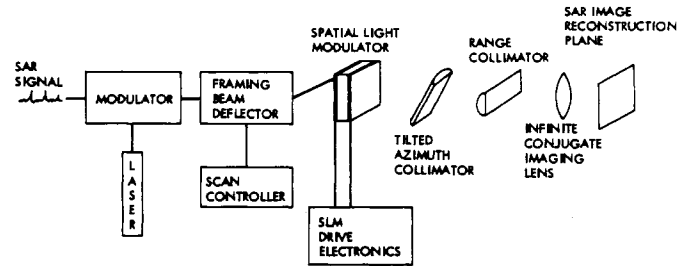 SPATIAL LIGHT
MODULATOR
SAR IMAGE
RECONSTRUCTION
PLANE
RANGE
COLLIMATOR
SAR
SIGNAL
MODULATOR
FRAMING
BEAM
DEFLECTOR
TILTED
AZIMUTH
COLLIMATOR
INFINITE
CONJUGATE
IMAGING
LENS
LASER
SCAN
CONTROLLER
SLM
DRIVE
ELECTRONICS